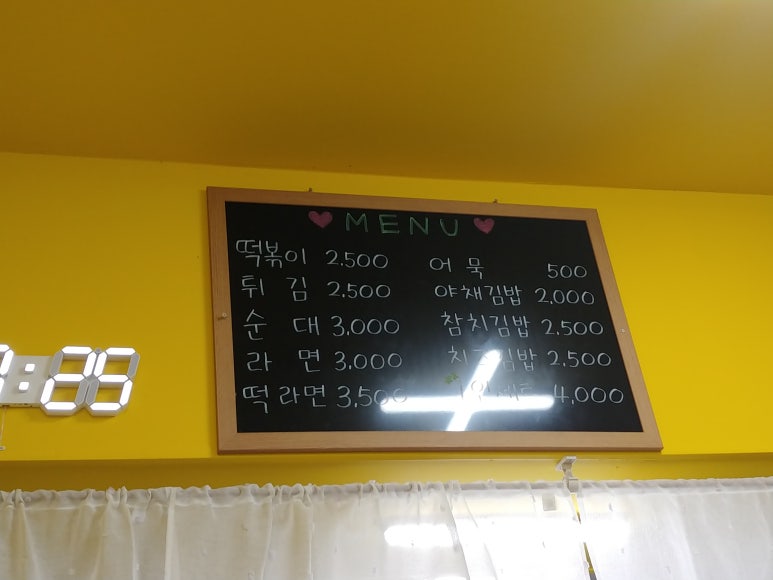 MENU
떡볶이 2,500
튀 김 2,500
순 대 3,000
라 면 3,000
떡라면 3,500
어 묵 500
야채김밥 2,000
참치김밥 2,500
김밥 2,500
4,000